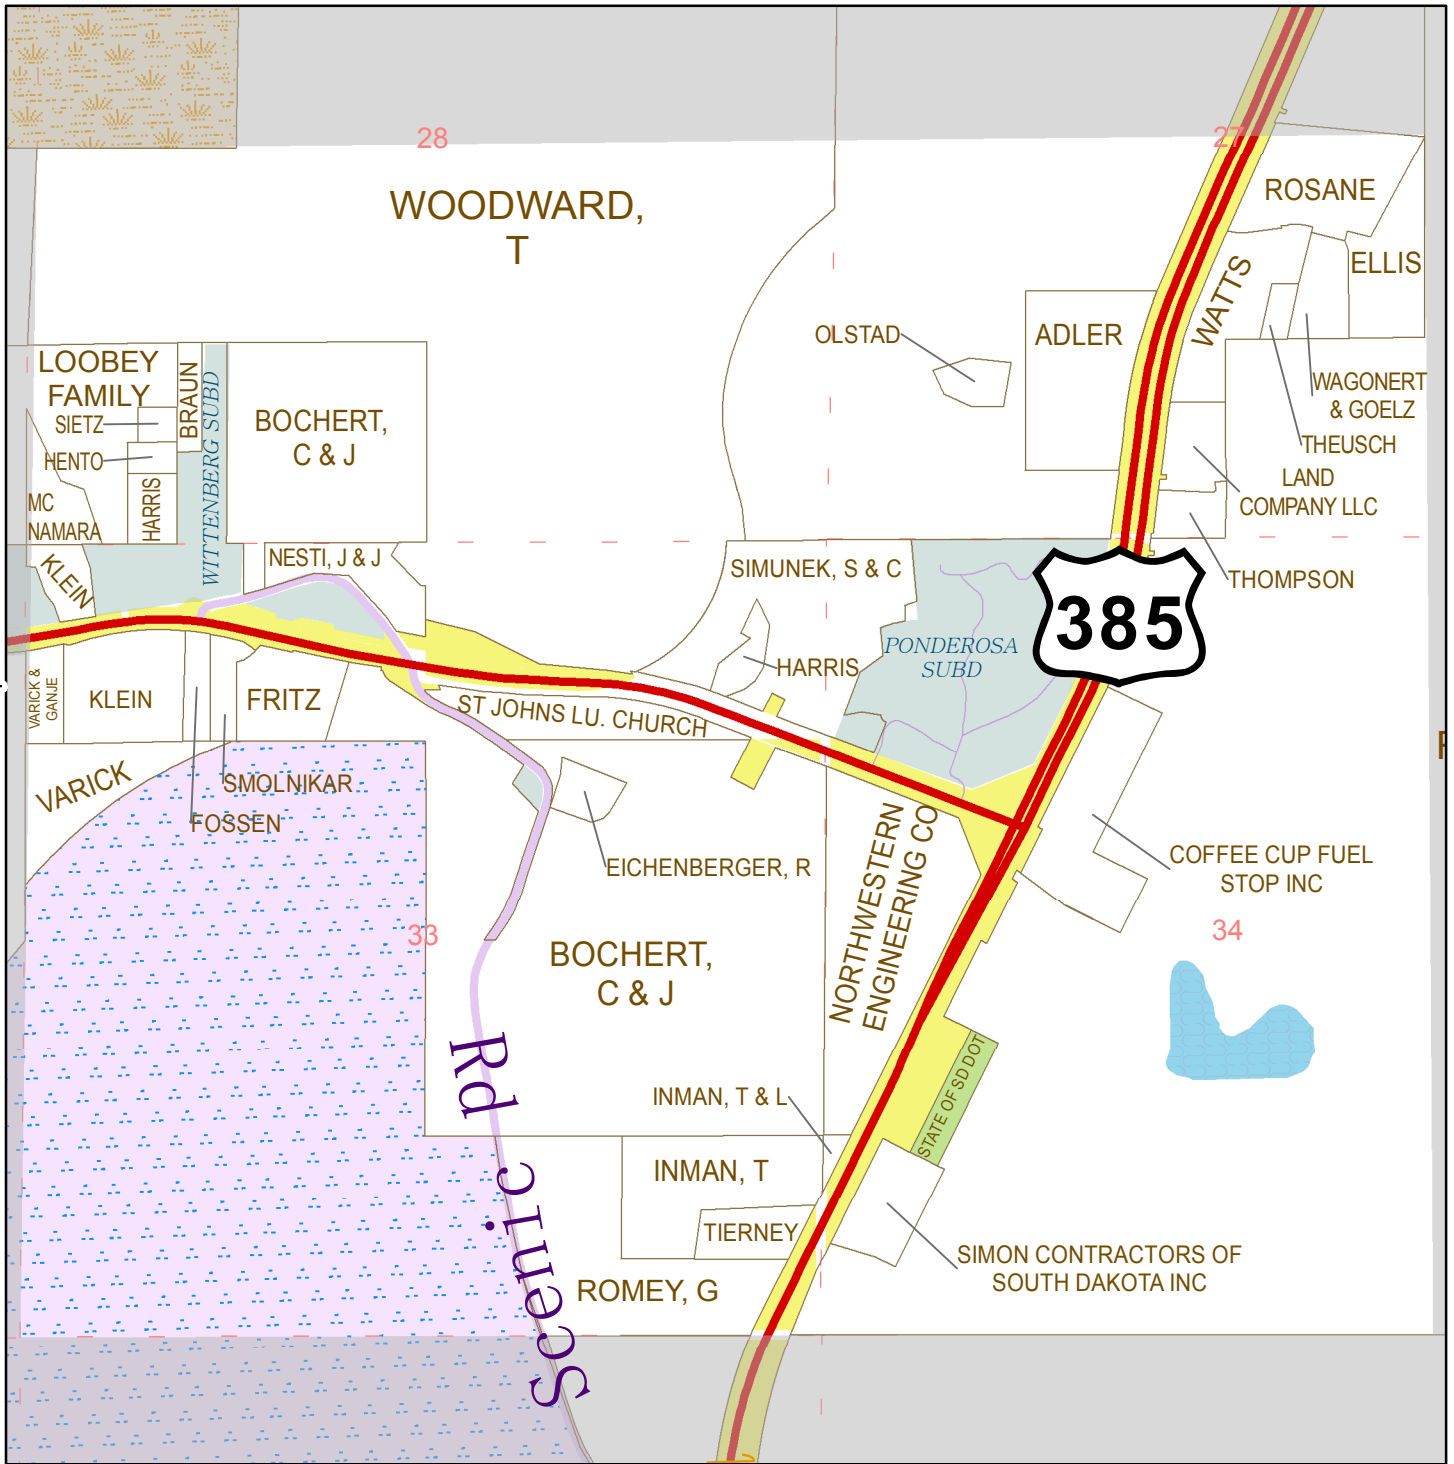 28
27
WOODWARD,
T
ROSANE
ELLIS
WATTS
OLSTAD
ADLER
LOOBEY
FAMILY
BRAUN
WITTENBERG SUBD
BOCHERT,
C & J
SIETZ
HENTO
HARRIS
MC
NAMARA
WAGONERT
& GOELZ
THEUSCH
LAND
COMPANY LLC
THOMPSON
KLEIN
NESTI, J & J
SIMUNEK, S & C
385
PONDEROSA
SUBD
HARRIS
VARICK &
GANJE
KLEIN
FRITZ
ST JOHNS LU. CHURCH
VARICK
SMOLNIKAR
FOSSEN
EICHENBERGER, R
NORTHWESTERN
ENGINEERING CO
COFFEE CUP FUEL
STOP INC
33
34
BOCHERT,
C & J
STATE OF SD DOT
INMAN, T & L
INMAN, T
TIERNEY
ROMEY, G
SIMON CONTRACTORS OF
SOUTH DAKOTA INC
Scenic Rd